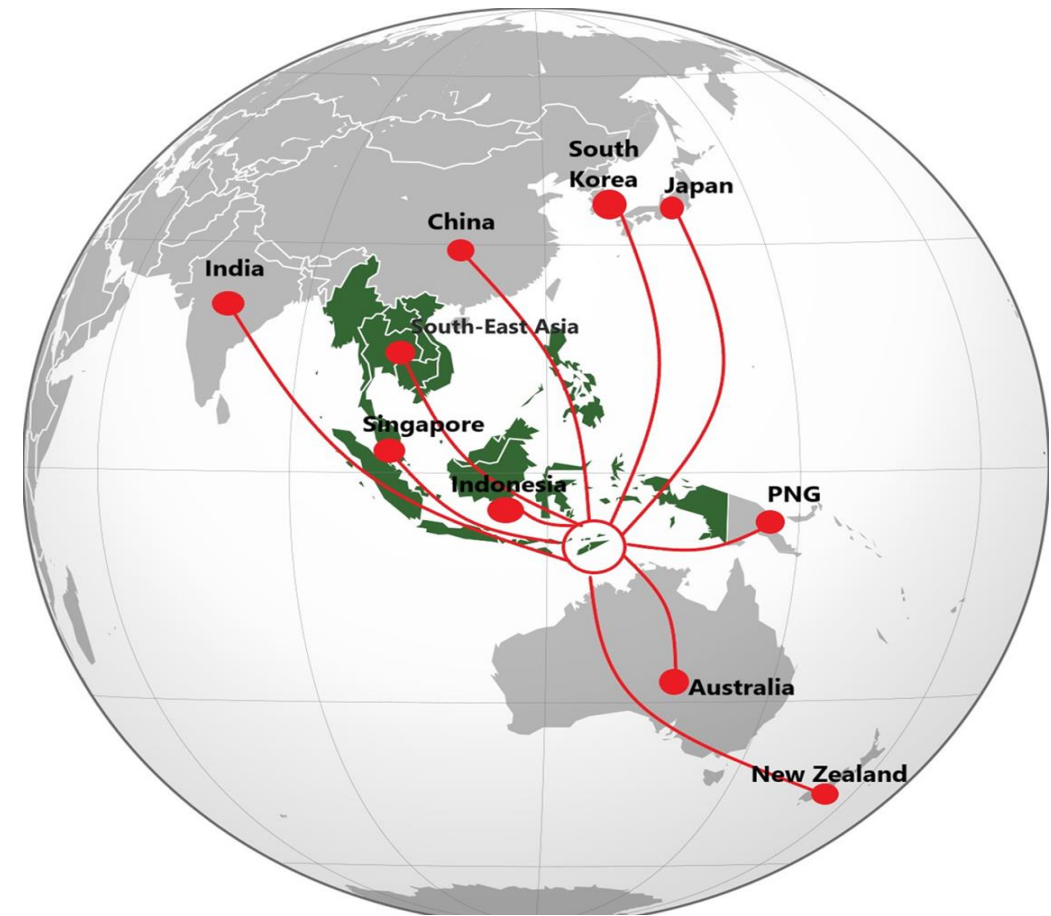 South
Korea
Japan
China
India
South-East Asia
Singapore
Indonesia
PNG
Australia
New Zealand